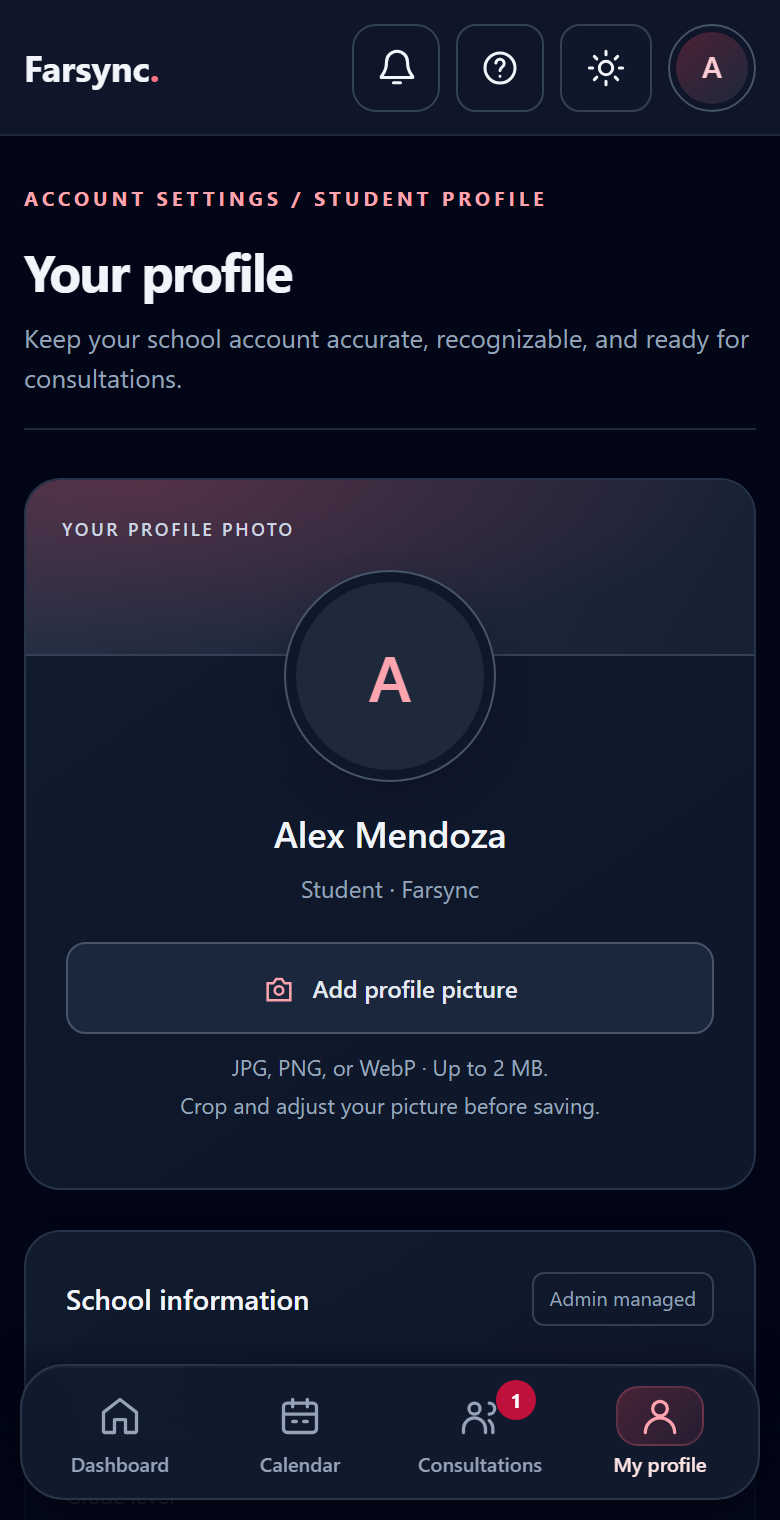 Farsync.
A
ACCOUNT SETTINGS / STUDENT PROFILE
Your profile
Keep your school account accurate, recognizable, and ready for
consultations.
YOUR PROFILE PHOTO
A
Alex Mendoza
Student · Farsync
Add profile picture
JPG, PNG, or WebP · Up to 2 MB.
Crop and adjust your picture before saving.
School information
Admin managed
1
Dashboard
Calendar
Consultations
My profile
Grade level